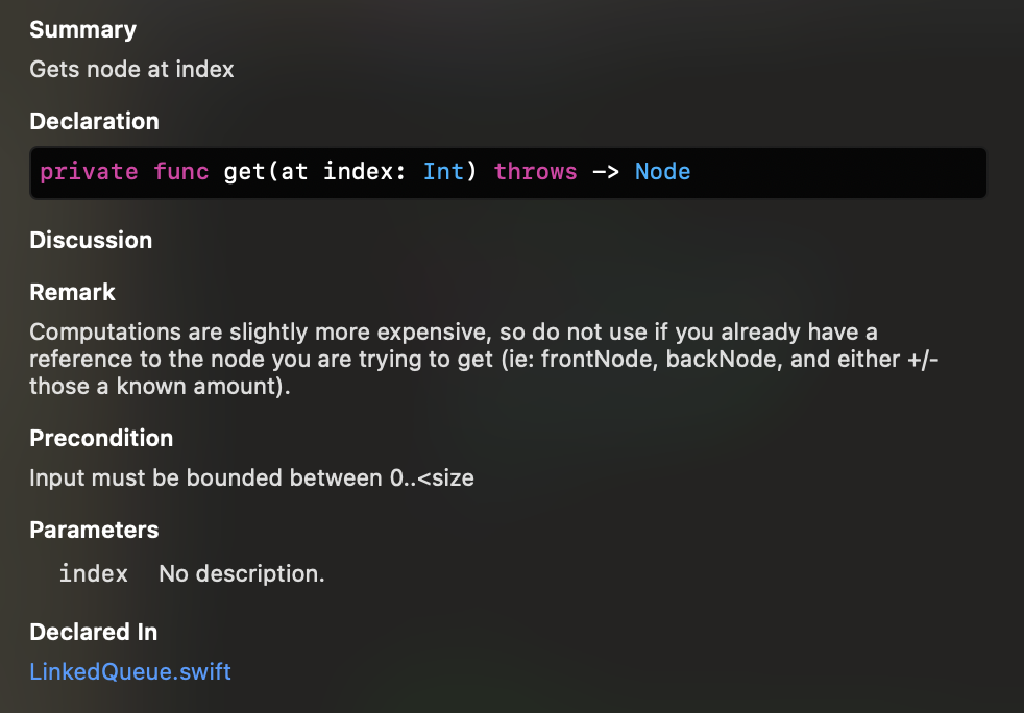 Summary
Gets node at index
Declaration
private func get(at index: Int) throws -> Node
Discussion
Remark
Computations are slightly more expensive, so do not use if you already have a
reference to the node you are trying to get (ie: frontNode, backNode, and either +/-
those a known amount).
Precondition
Input must be bounded between 0..<size
Parameters
index No description.
Declared In
LinkedQueue.swift